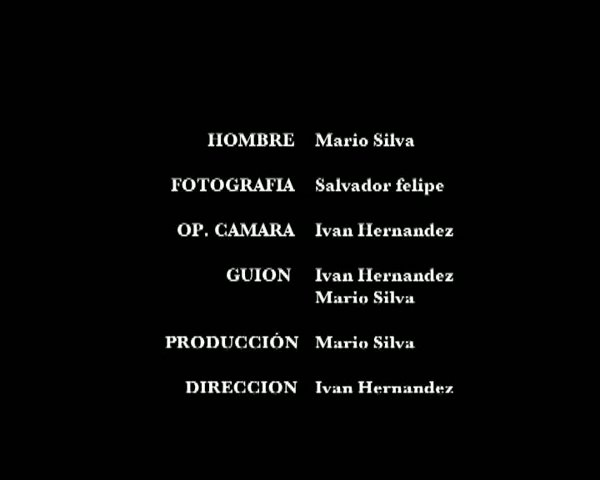 HOMBRE Mario Silva
FOTOGRAFIA Salvador felipe
OP. CAMARA Ivan Hernandez
GUION Ivan Hernandez
Mario Silva
PRODUCCIÓN Mario Silva
DIRECCION Ivan Hernandez